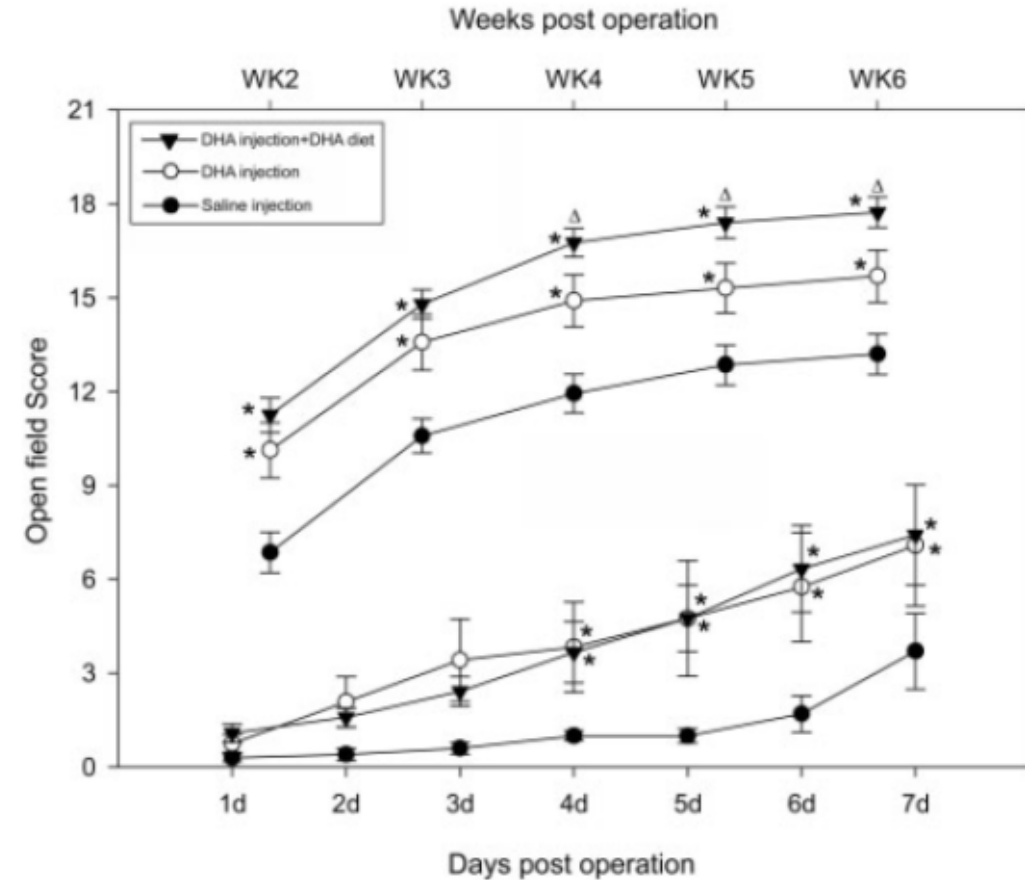 Weeks post operation
WK2 WK3 WK4 WK5 WK6
21
18
15
12
9
6
3
0
Open field Score
DHA injection+DHA diet
DHA injection
Saline injection
Δ Δ Δ
* * *
* * *
* *
* *
* * * *
* * * *
1d 2d 3d 4d 5d 6d 7d
Days post operation